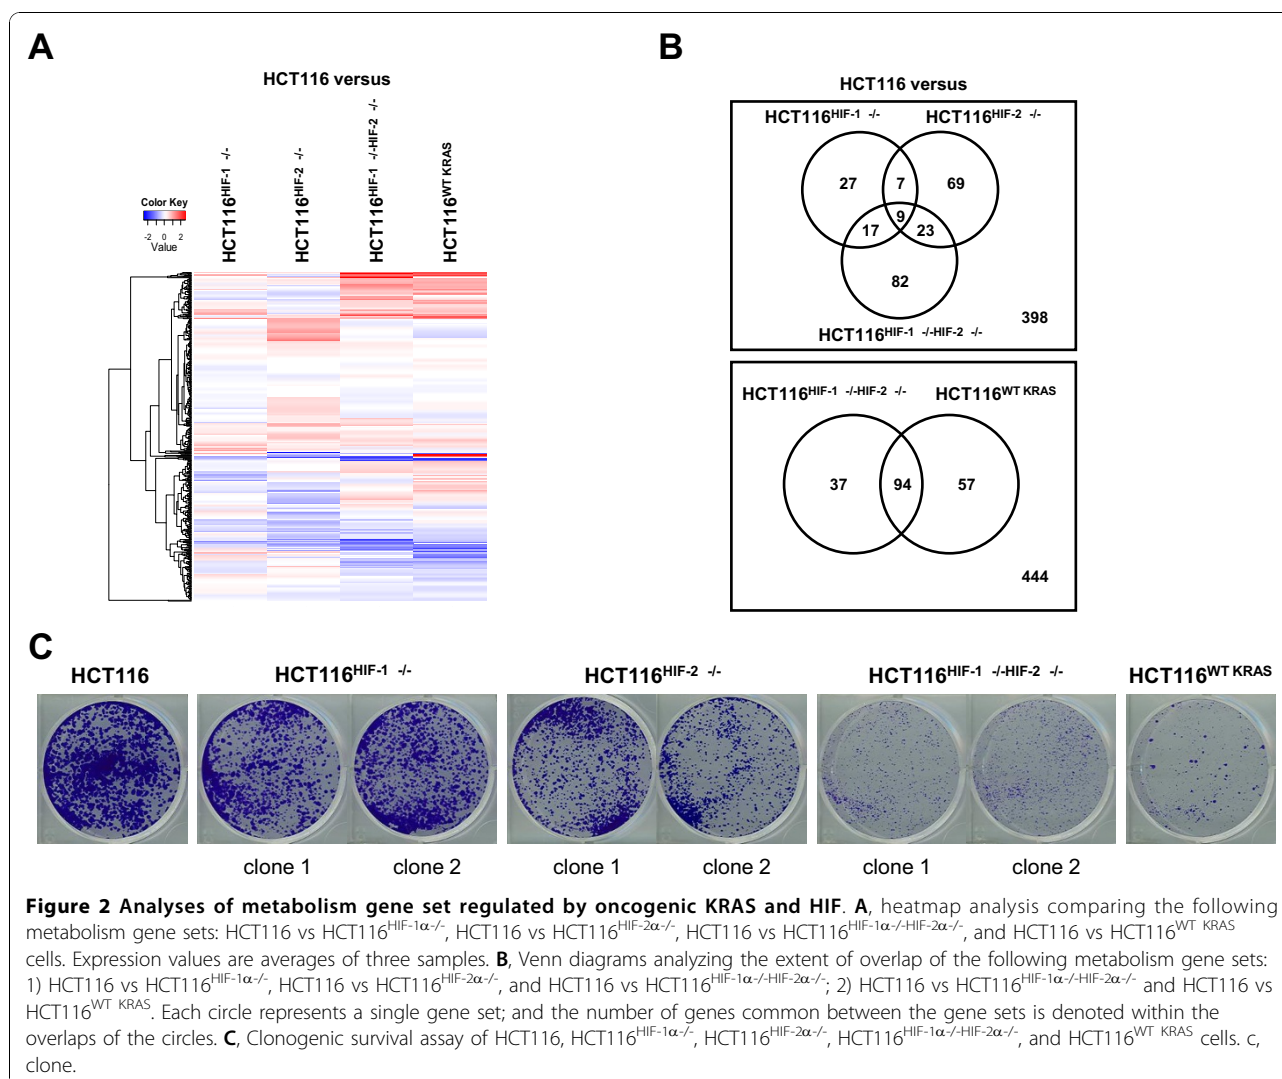 A
HCT116 versus
HCT116HIF-1 -/-
HCT116HIF-2 -/-
HCT116HIF-1 -/-HIF-2 -/-
HCT116WT KRAS
Color Key
-2 0 2
Value
B
HCT116 versus
HCT116HIF-1 -/-
HCT116HIF-2 -/-
27
7
69
9
17
23
82
398
HCT116HIF-1 -/-HIF-2 -/-
HCT116HIF-1 -/-HIF-2 -/-
HCT116WT KRAS
37
94
57
444
C
HCT116
HCT116HIF-1 -/-
HCT116HIF-2 -/-
HCT116HIF-1 -/-HIF-2 -/-
HCT116WT KRAS
clone 1
clone 2
clone 1
clone 2
clone 1
clone 2
Figure 2 Analyses of metabolism gene set regulated by oncogenic KRAS and HIF. A, heatmap analysis comparing the following
metabolism gene sets: HCT116 vs HCT116HIF-1α-/-, HCT116 vs HCT116HIF-2α-/-, HCT116 vs HCT116HIF-1α-/-HIF-2α-/-, and HCT116 vs HCT116WT KRAS
cells. Expression values are averages of three samples. B, Venn diagrams analyzing the extent of overlap of the following metabolism gene sets:
1) HCT116 vs HCT116HIF-1α-/-, HCT116 vs HCT116HIF-2α-/-, and HCT116 vs HCT116HIF-1α-/-HIF-2α-/-; 2) HCT116 vs HCT116HIF-1α-/-HIF-2α-/- and HCT116 vs
HCT116WT KRAS. Each circle represents a single gene set; and the number of genes common between the gene sets is denoted within the
overlaps of the circles. C, Clonogenic survival assay of HCT116, HCT116HIF-1α-/-, HCT116HIF-2α-/-, HCT116HIF-1α-/-HIF-2α-/-, and HCT116WT KRAS cells. c,
clone.